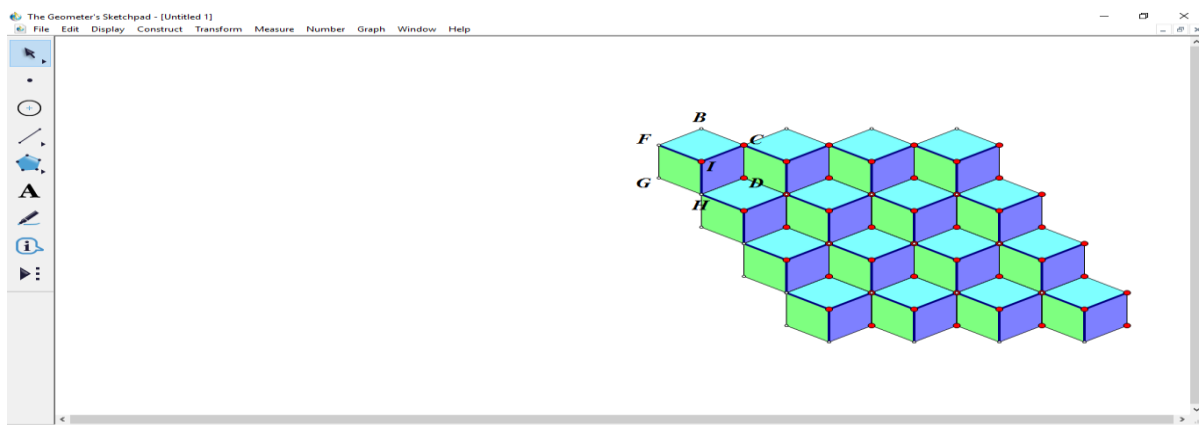 The Geometer's Sketchpad - [Untitled 1]
File Edit Display Construct Transform Measure Number Graph Window Help
B
F C
I
G D
H
A